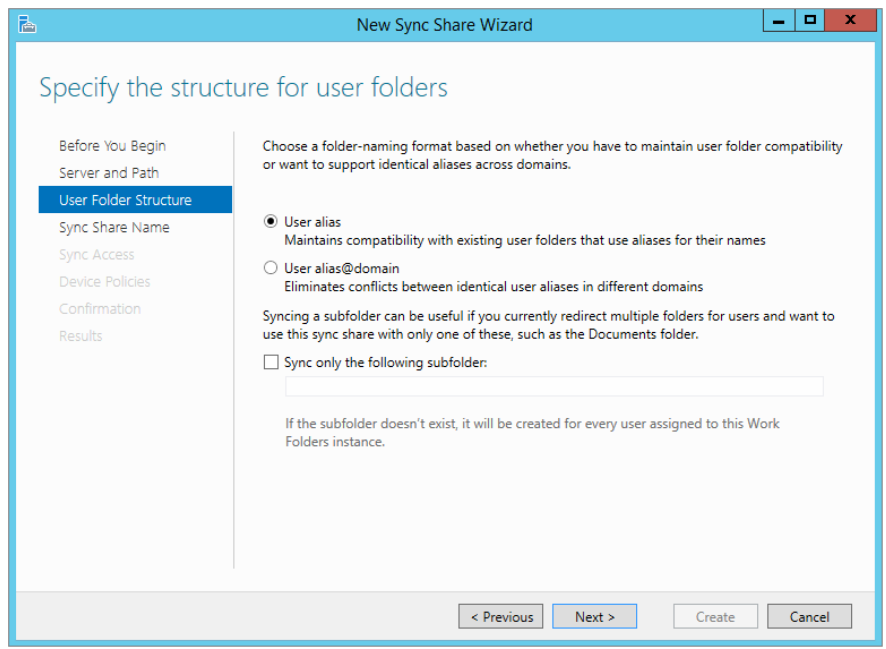 New Sync Share Wizard
Specify the structure for user folders
Before You Begin
Server and Path
User Folder Structure
Sync Share Name
Sync Access
Device Policies
Confirmation
Results
Choose a folder-naming format based on whether you have to maintain user folder compatibility
or want to support identical aliases across domains.
User alias
Maintains compatibility with existing user folders that use aliases for their names
User alias@domain
Eliminates conflicts between identical user aliases in different domains
Syncing a subfolder can be useful if you currently redirect multiple folders for users and want to
use this sync share with only one of these, such as the Documents folder.
Sync only the following subfolder:
If the subfolder doesn't exist, it will be created for every user assigned to this Work
Folders instance.
< Previous
Next >
Create
Cancel